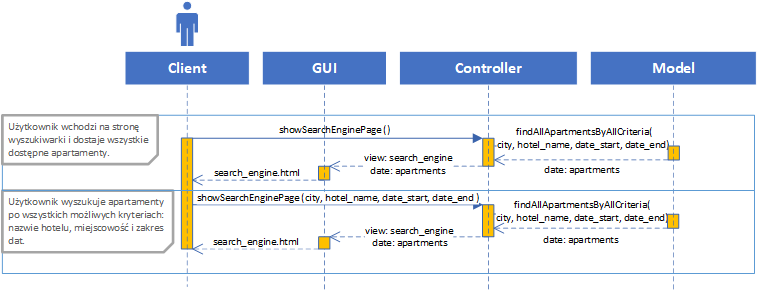 Client
GUI
Controller
Model
Użytkownik wchodzi na stronę
wyszukiwarki i dostaje wszystkie
dostępne apartamenty.
showSearchEnginePage ( )
findAllApartmentsByAllCriteria(
city, hotel_name, date_start, date_end)
view: search_engine
date: apartments
date: apartments
search_engine.html
Użytkownik wyszukuje apartamenty
po wszystkich możliwych kryteriach:
nazwie hotelu, miejscowość i zakres
dat.
showSearchEnginePage ( city, hotel_name, date_start, date_end )
findAllApartmentsByAllCriteria(
city, hotel_name, date_start, date_end)
view: search_engine
date: apartments
date: apartments
search_engine.html